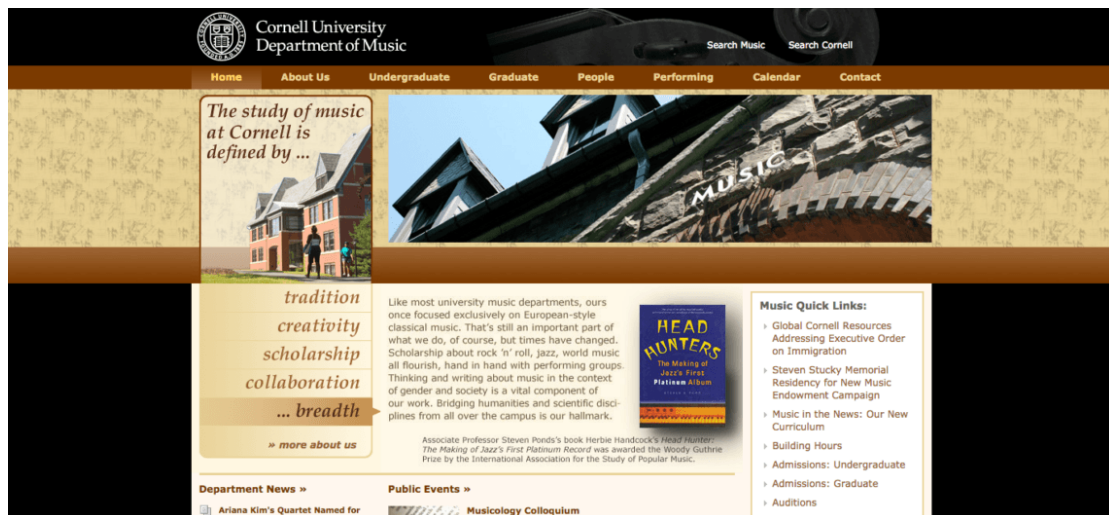 Cornell University
Department of Music
Search Music
Search Cornell
Home
About Us
Undergraduate
Graduate
People
Performing
Calendar
Contact
The study of music
at Cornell is
defined by ...
MUSIC
tradition
creativity
scholarship
collaboration
... breadth
» more about us
Like most university music departments, ours
once focused exclusively on European-style
classical music. That's still an important part of
what we do, of course, but times have changed.
Scholarship about rock 'n' roll, jazz, world music
all flourish, hand in hand with performing groups.
Thinking and writing about music in the context
of gender and society is a vital component of
our work. Bridging humanities and scientific disci-
plines from all over the campus is our hallmark.
HEAD
HUNTERS
The Making of
Jazz's First
Platinum Album
Associate Professor Steven Ponds's book Herbie Handcock's Head Hunter:
The Making of Jazz's First Platinum Record was awarded the Woody Guthrie
Prize by the International Association for the Study of Popular Music.
Music Quick Links:
› Global Cornell Resources
Addressing Executive Order
on Immigration
› Steven Stucky Memorial
Residency for New Music
Endowment Campaign
› Music in the News: Our New
Curriculum
› Building Hours
› Admissions: Undergraduate
› Admissions: Graduate
› Auditions
Department News »
Ariana Kim's Quartet Named for
Public Events »
Musicology Colloquium